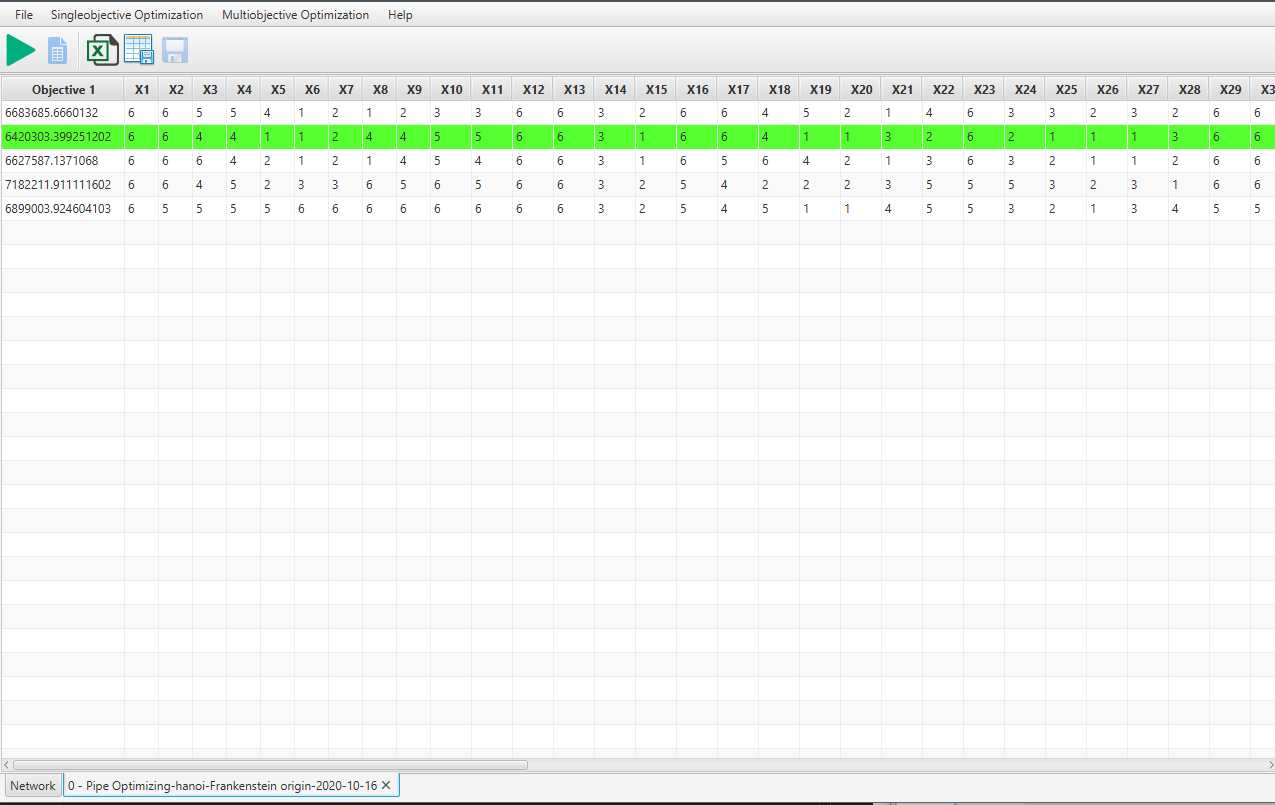 File Singleobjective Optimization Multiobjective Optimization Help
Objective 1 X1 X2 X3 X4 X5 X6 X7 X8 X9 X10 X11 X12 X13 X14 X15 X16 X17 X18 X19 X20 X21 X22 X23 X24 X25 X26 X27 X28 X29 X3
6683685.6660132 6 6 5 5 4 1 2 1 2 3 3 6 6 3 2 6 6 4 5 2 1 4 6 3 3 2 3 2 6 6
6420303.399251202 6 6 4 4 1 1 2 4 4 5 5 6 6 3 1 6 6 4 1 1 3 2 6 2 1 1 1 3 6 6
6627587.1371068 6 6 6 4 2 1 2 1 4 5 4 6 6 3 1 6 5 6 4 2 1 3 6 3 2 1 1 2 6 6
7182211.911111602 6 6 4 5 2 3 3 6 5 6 5 6 6 3 2 5 4 2 2 2 3 5 5 5 3 2 3 1 6 6
6899003.924604103 6 5 5 5 5 6 6 6 6 6 6 6 6 3 2 5 4 5 1 1 4 5 5 3 2 1 3 4 5 5
Network 0 - Pipe Optimizing-hanoi-Frankenstein origin-2020-10-16